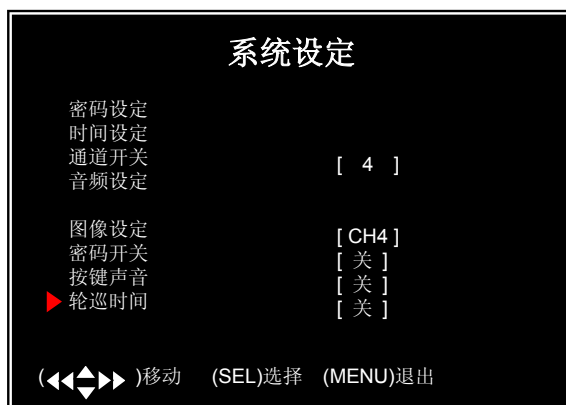 系统设定
密码设定
时间设定
通道开关 [ 4 ]
音频设定
图像设定 [ CH4 ]
密码开关 [ 关 ]
按键声音 [ 关 ]
轮巡时间 [ 关 ]
( )移动 (SEL)选择 (MENU)退出